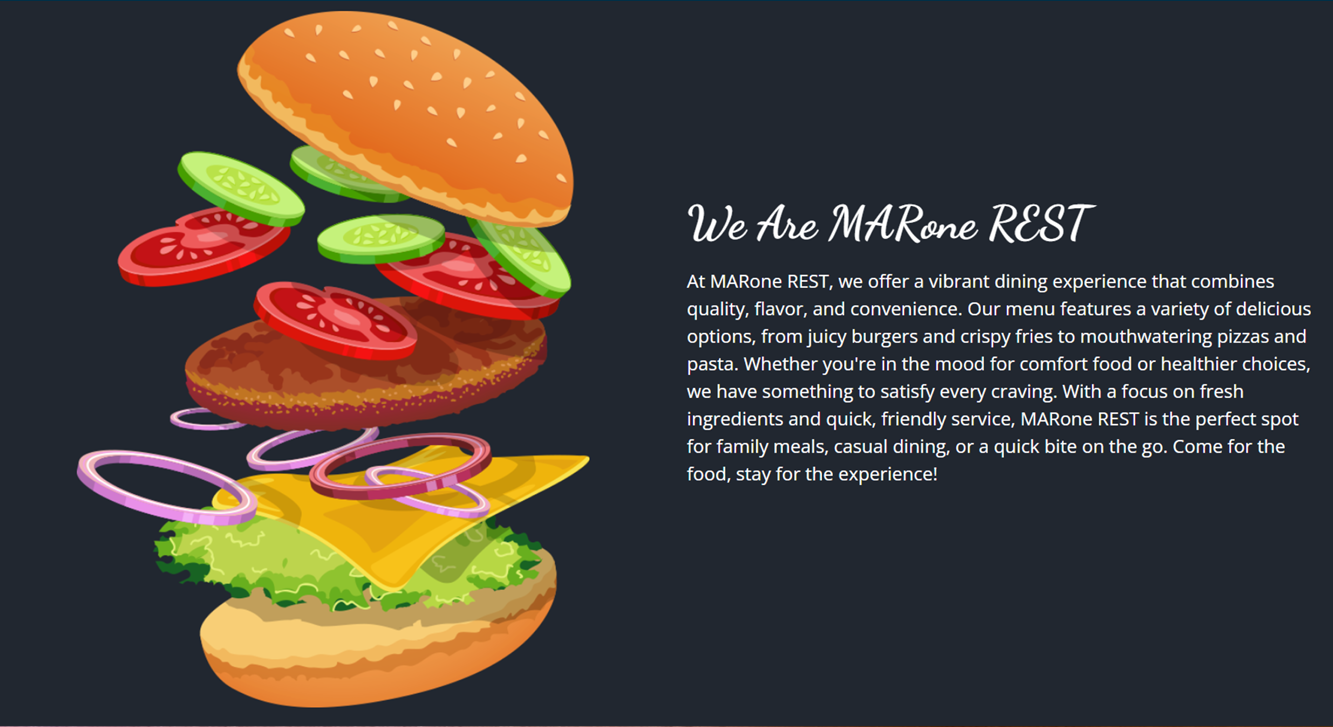 We Are MARone REST
At MARone REST, we offer a vibrant dining experience that combines
quality, flavor, and convenience. Our menu features a variety of delicious
options, from juicy burgers and crispy fries to mouthwatering pizzas and
pasta. Whether you're in the mood for comfort food or healthier choices,
we have something to satisfy every craving. With a focus on fresh
ingredients and quick, friendly service, MARone REST is the perfect spot
for family meals, casual dining, or a quick bite on the go. Come for the
food, stay for the experience!